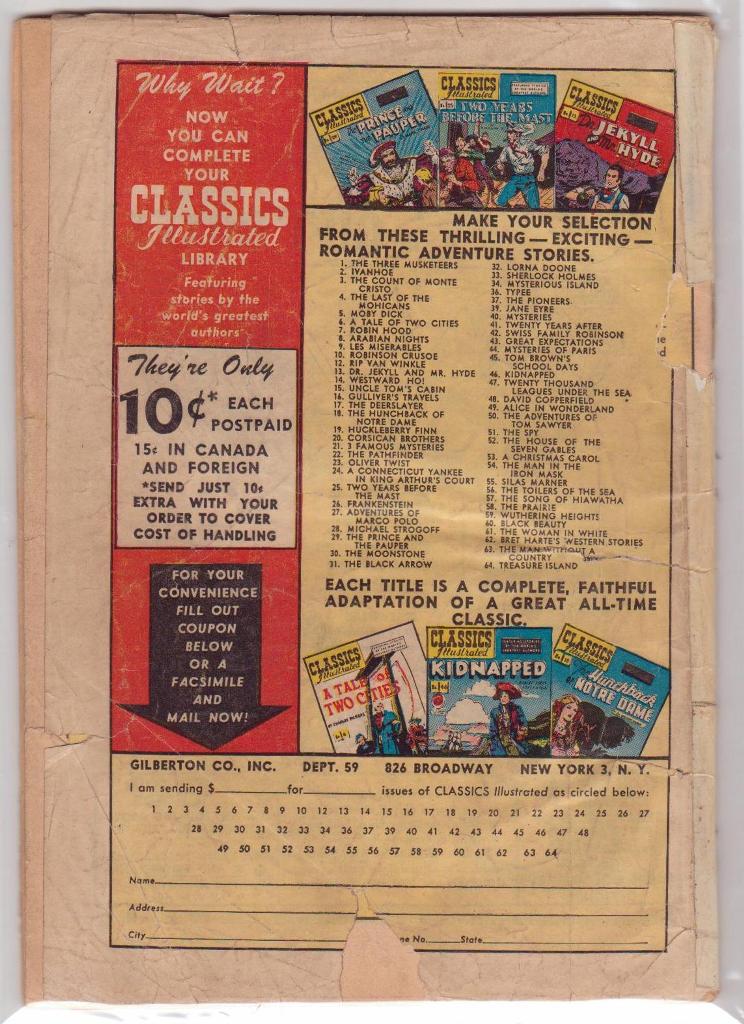 Why Wait?
NOW
YOU CAN
COMPLETE
YOUR
CLASSICS
Illustrated
LIBRARY
Featuring
stories by the
world's greatest
authors
They're Only
10¢* EACH
POSTPAID
15¢ IN CANADA
AND FOREIGN
*SEND JUST 10¢
EXTRA WITH YOUR
ORDER TO COVER
COST OF HANDLING
FOR YOUR
CONVENIENCE
FILL OUT
COUPON
BELOW
OR A
FACSIMILE
AND
MAIL NOW!
CLASSICS
Illustrated
The PRINCE
and the
PAUPER
CLASSICS
Illustrated
TWO YEARS
BEFORE THE MAST
CLASSICS
Illustrated
Dr. JEKYLL
and Mr. HYDE
MAKE YOUR SELECTION
FROM THESE THRILLING — EXCITING —
ROMANTIC ADVENTURE STORIES.
1. THE THREE MUSKETEERS
2. IVANHOE
3. THE COUNT OF MONTE
CRISTO
4. THE LAST OF THE
MOHICANS
5. MOBY DICK
6. A TALE OF TWO CITIES
7. ROBIN HOOD
8. ARABIAN NIGHTS
9. LES MISERABLES
10. ROBINSON CRUSOE
12. RIP VAN WINKLE
13. DR. JEKYLL AND MR. HYDE
14. WESTWARD HO!
15. UNCLE TOM'S CABIN
16. GULLIVER'S TRAVELS
17. THE DEERSLAYER
18. THE HUNCHBACK OF
NOTRE DAME
19. HUCKLEBERRY FINN
20. CORSICAN BROTHERS
21. 3 FAMOUS MYSTERIES
22. THE PATHFINDER
23. OLIVER TWIST
24. A CONNECTICUT YANKEE
IN KING ARTHUR'S COURT
25. TWO YEARS BEFORE
THE MAST
26. FRANKENSTEIN
27. ADVENTURES OF
MARCO POLO
28. MICHAEL STROGOFF
29. THE PRINCE AND
THE PAUPER
30. THE MOONSTONE
31. THE BLACK ARROW
32. LORNA DOONE
33. SHERLOCK HOLMES
34. MYSTERIOUS ISLAND
36. TYPEE
37. THE PIONEERS
39. JANE EYRE
40. MYSTERIES
41. TWENTY YEARS AFTER
42. SWISS FAMILY ROBINSON
43. GREAT EXPECTATIONS
44. MYSTERIES OF PARIS
45. TOM BROWN'S
SCHOOL DAYS
46. KIDNAPPED
47. TWENTY THOUSAND
LEAGUES UNDER THE SEA
48. DAVID COPPERFIELD
49. ALICE IN WONDERLAND
50. THE ADVENTURES OF
TOM SAWYER
51. THE SPY
52. THE HOUSE OF THE
SEVEN GABLES
53. A CHRISTMAS CAROL
54. THE MAN IN THE
IRON MASK
55. SILAS MARNER
56. THE TOILERS OF THE SEA
57. THE SONG OF HIAWATHA
58. THE PRAIRIE
59. WUTHERING HEIGHTS
60. BLACK BEAUTY
61. THE WOMAN IN WHITE
62. BRET HARTE'S WESTERN STORIES
63. THE MAN WITHOUT A
COUNTRY
64. TREASURE ISLAND
EACH TITLE IS A COMPLETE, FAITHFUL
ADAPTATION OF A GREAT ALL-TIME
CLASSIC.
CLASSICS
Illustrated
A TALE OF
TWO CITIES
CLASSICS
Illustrated
KIDNAPPED
CLASSICS
Illustrated
Hunchback
of
NOTRE DAME
GILBERTON CO., INC. DEPT. 59 826 BROADWAY NEW YORK 3, N. Y.
I am sending $ for issues of CLASSICS Illustrated as circled below:
1 2 3 4 5 6 7 8 9 10 12 13 14 15 16 17 18 19 20 21 22 23 24 25 26 27
28 29 30 31 32 33 34 36 37 39 40 41 42 43 44 45 46 47 48
49 50 51 52 53 54 55 56 57 58 59 60 61 62 63 64
Name
Address
City ne No. State